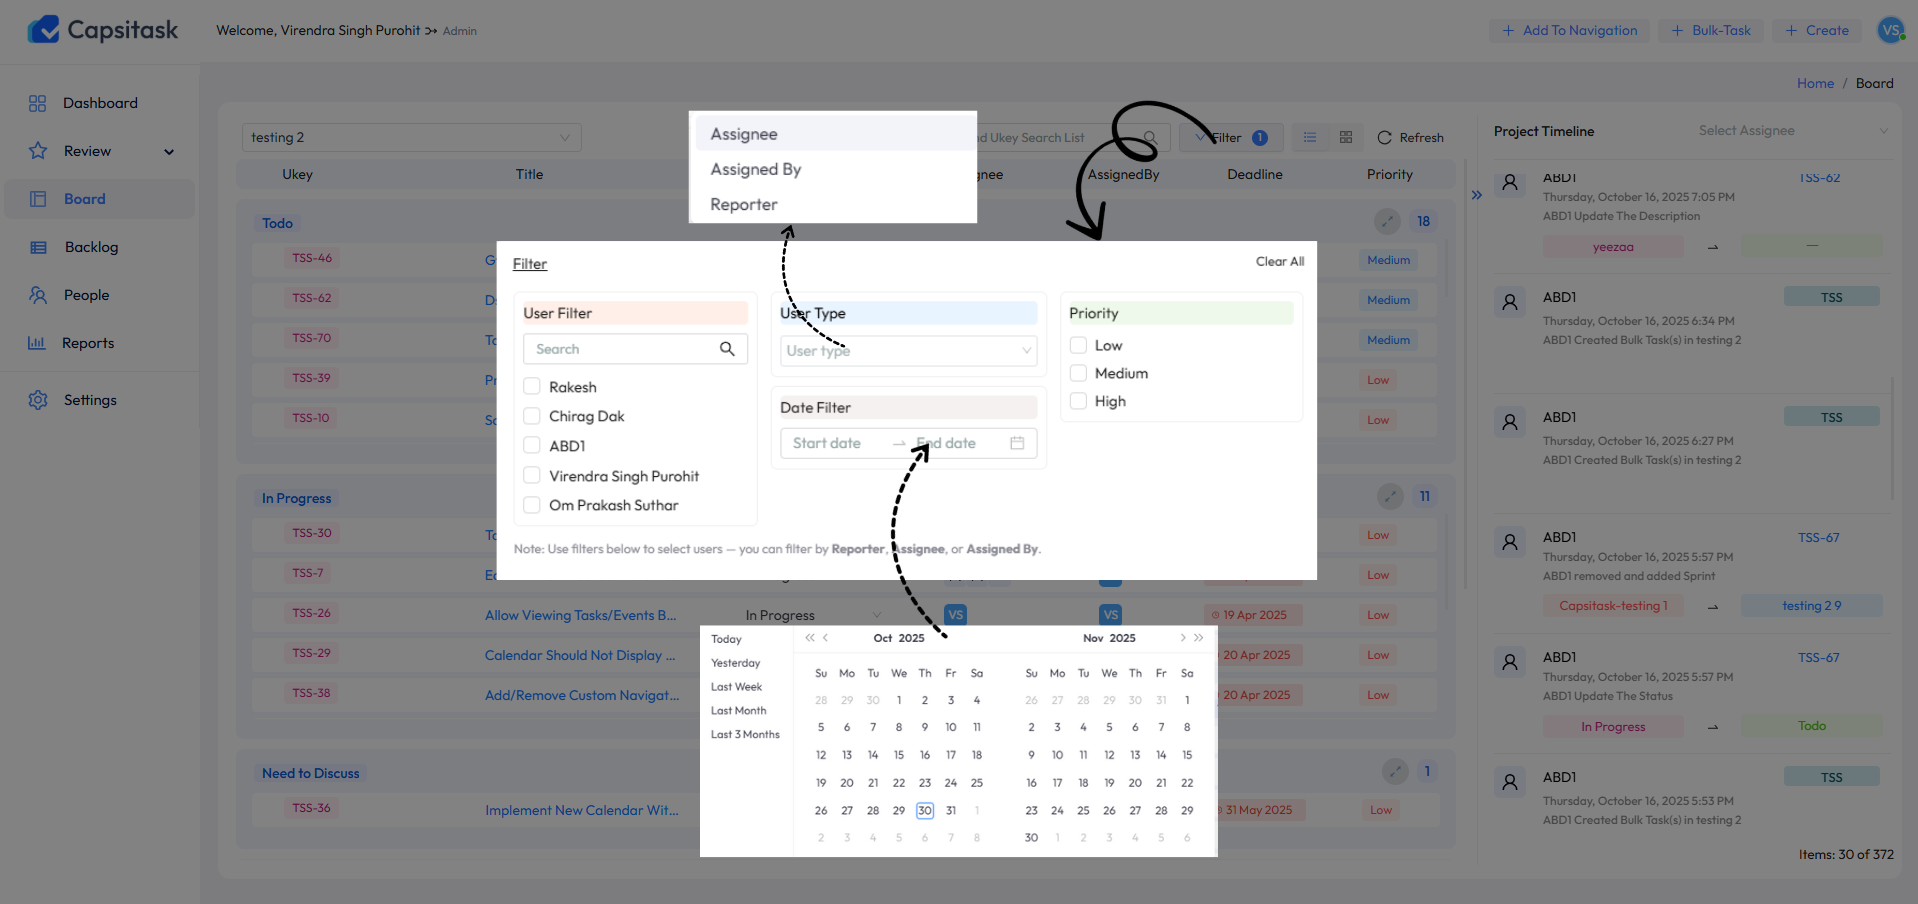 Capsitask
Welcome, Virendra Singh Purohit Admin
Add To Navigation
Bulk-Task
Create
VS
Dashboard
Review
Board
Backlog
People
Reports
Settings
Home / Board
testing 2
Ukey Search List
Filter 1
Refresh
Ukey
Title
AssignedBy
Deadline
Priority
Todo
18
TSS-46
Medium
TSS-62
Medium
TSS-70
Medium
TSS-39
Low
TSS-10
Low
In Progress
11
TSS-30
Low
TSS-7
Low
TSS-26
Allow Viewing Tasks/Events B...
In Progress
VS
VS
19 Apr 2025
Low
TSS-29
Calendar Should Not Display ...
20 Apr 2025
Low
TSS-38
Add/Remove Custom Navigat...
20 Apr 2025
Low
Need to Discuss
1
TSS-36
Implement New Calendar Wit...
31 May 2025
Low
Assignee
Assigned By
Reporter
Filter
Clear All
User Filter
Search
Rakesh
Chirag Dak
ABD1
Virendra Singh Purohit
Om Prakash Suthar
User Type
User type
Date Filter
Start date
End date
Priority
Low
Medium
High
Note: Use filters below to select users — you can filter by Reporter, Assignee, or Assigned By.
Today
Yesterday
Last Week
Last Month
Last 3 Months
Oct 2025
Su Mo Tu We Th Fr Sa
28 29 30 1 2 3 4
5 6 7 8 9 10 11
12 13 14 15 16 17 18
19 20 21 22 23 24 25
26 27 28 29 30 31 1
2 3 4 5 6 7 8
Nov 2025
Su Mo Tu We Th Fr Sa
26 27 28 29 30 31 1
2 3 4 5 6 7 8
9 10 11 12 13 14 15
16 17 18 19 20 21 22
23 24 25 26 27 28 29
30 1 2 3 4 5 6
Project Timeline
Select Assignee
ABD1
TSS-62
Thursday, October 16, 2025 7:05 PM
ABD1 Update The Description
yeezaa → —
ABD1
TSS
Thursday, October 16, 2025 6:34 PM
ABD1 Created Bulk Task(s) in testing 2
ABD1
TSS
Thursday, October 16, 2025 6:27 PM
ABD1 Created Bulk Task(s) in testing 2
ABD1
TSS-67
Thursday, October 16, 2025 5:57 PM
ABD1 removed and added Sprint
Capsitask-testing 1 → testing 2 9
ABD1
TSS-67
Thursday, October 16, 2025 5:57 PM
ABD1 Update The Status
In Progress → Todo
ABD1
TSS
Thursday, October 16, 2025 5:53 PM
ABD1 Created Bulk Task(s) in testing 2
Items: 30 of 372